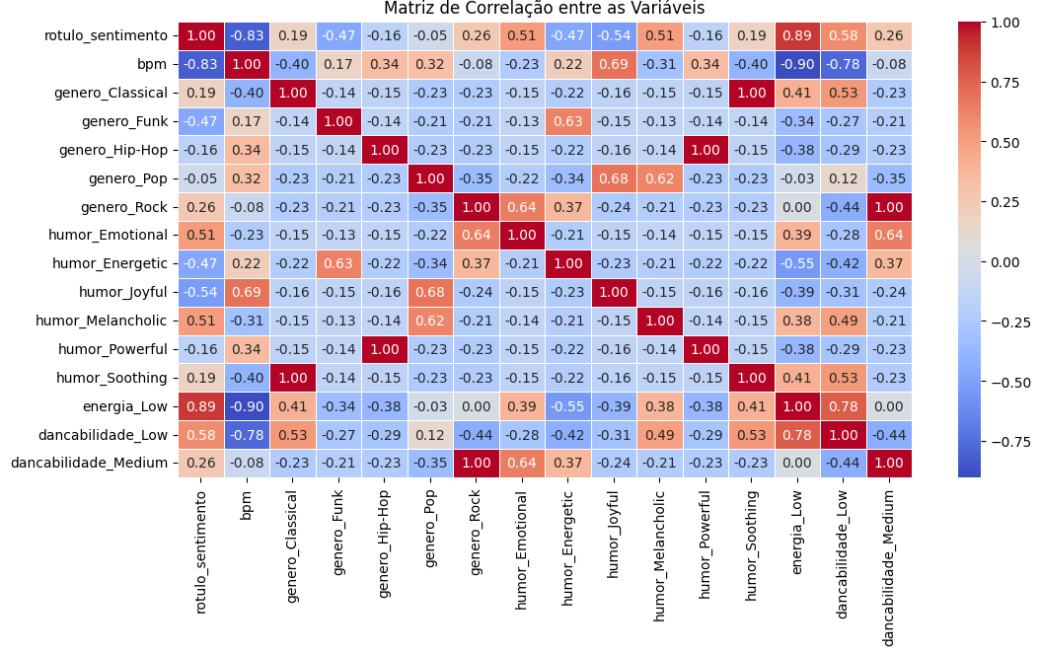 Matriz de Correlação entre as Variáveis
rotulo_sentimento 1.00 -0.83 0.19 -0.47 -0.16 -0.05 0.26 0.51 -0.47 -0.54 0.51 -0.16 0.19 0.89 0.58 0.26
bpm -0.83 1.00 -0.40 0.17 0.34 0.32 -0.08 -0.23 0.22 0.69 -0.31 0.34 -0.40 -0.90 -0.78 -0.08
genero_Classical 0.19 -0.40 1.00 -0.14 -0.15 -0.23 -0.23 -0.15 -0.22 -0.16 -0.15 -0.15 1.00 0.41 0.53 -0.23
genero_Funk -0.47 0.17 -0.14 1.00 -0.14 -0.21 -0.21 -0.13 0.63 -0.15 -0.13 -0.14 -0.14 -0.34 -0.27 -0.21
genero_Hip-Hop -0.16 0.34 -0.15 -0.14 1.00 -0.23 -0.23 -0.15 -0.22 -0.16 -0.14 1.00 -0.15 -0.38 -0.29 -0.23
genero_Pop -0.05 0.32 -0.23 -0.21 -0.23 1.00 -0.35 -0.22 -0.34 0.68 0.62 -0.23 -0.23 -0.03 0.12 -0.35
genero_Rock 0.26 -0.08 -0.23 -0.21 -0.23 -0.35 1.00 0.64 0.37 -0.24 -0.21 -0.23 -0.23 0.00 -0.44 1.00
humor_Emotional 0.51 -0.23 -0.15 -0.13 -0.15 -0.22 0.64 1.00 -0.21 -0.15 -0.14 -0.15 -0.15 0.39 -0.28 0.64
humor_Energetic -0.47 0.22 -0.22 0.63 -0.22 -0.34 0.37 -0.21 1.00 -0.23 -0.21 -0.22 -0.22 -0.55 -0.42 0.37
humor_Joyful -0.54 0.69 -0.16 -0.15 -0.16 0.68 -0.24 -0.15 -0.23 1.00 -0.15 -0.16 -0.16 -0.39 -0.31 -0.24
humor_Melancholic 0.51 -0.31 -0.15 -0.13 -0.14 0.62 -0.21 -0.14 -0.21 -0.15 1.00 -0.14 -0.15 0.38 0.49 -0.21
humor_Powerful -0.16 0.34 -0.15 -0.14 1.00 -0.23 -0.23 -0.15 -0.22 -0.16 -0.14 1.00 -0.15 -0.38 -0.29 -0.23
humor_Soothing 0.19 -0.40 1.00 -0.14 -0.15 -0.23 -0.23 -0.15 -0.22 -0.16 -0.15 -0.15 1.00 0.41 0.53 -0.23
energia_Low 0.89 -0.90 0.41 -0.34 -0.38 -0.03 0.00 0.39 -0.55 -0.39 0.38 -0.38 0.41 1.00 0.78 0.00
dancabilidade_Low 0.58 -0.78 0.53 -0.27 -0.29 0.12 -0.44 -0.28 -0.42 -0.31 0.49 -0.29 0.53 0.78 1.00 -0.44
dancabilidade_Medium 0.26 -0.08 -0.23 -0.21 -0.23 -0.35 1.00 0.64 0.37 -0.24 -0.21 -0.23 -0.23 0.00 -0.44 1.00
rotulo_sentimento
bpm
genero_Classical
genero_Funk
genero_Hip-Hop
genero_Pop
genero_Rock
humor_Emotional
humor_Energetic
humor_Joyful
humor_Melancholic
humor_Powerful
humor_Soothing
energia_Low
dancabilidade_Low
dancabilidade_Medium
1.00
0.75
0.50
0.25
0.00
-0.25
-0.50
-0.75